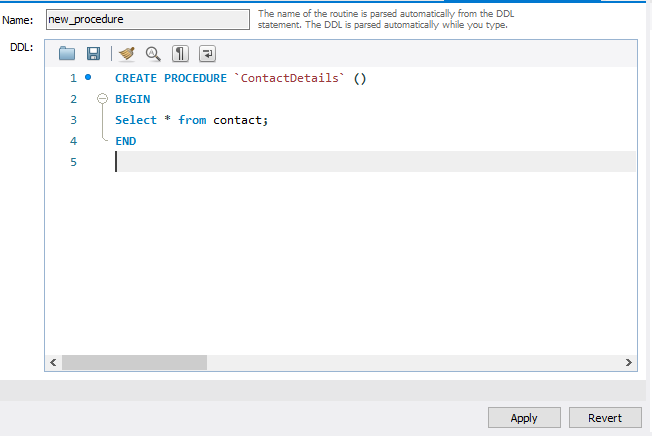 Name: new_procedure The name of the routine is parsed automatically from the DDL
statement. The DDL is parsed automatically while you type.
DDL:
1 CREATE PROCEDURE `ContactDetails` ()
2 BEGIN
3 Select * from contact;
4 END
5
Apply Revert